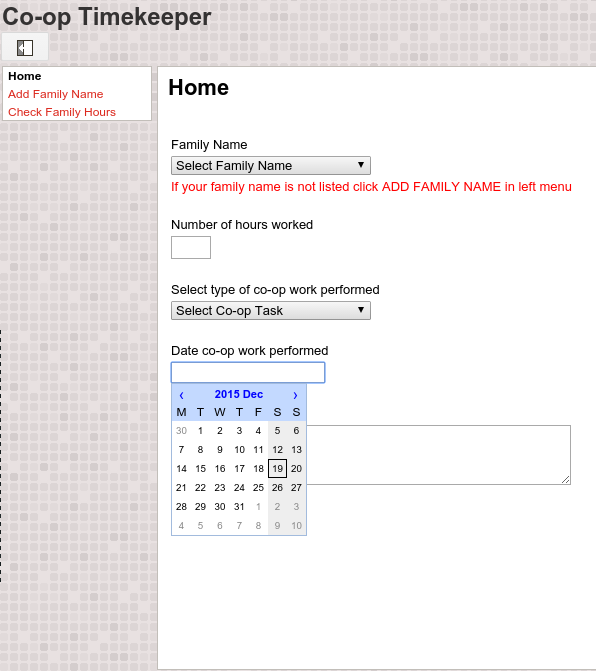 Co-op Timekeeper
Home
Add Family Name
Check Family Hours
Home
Family Name
Select Family Name
If your family name is not listed click ADD FAMILY NAME in left menu
Number of hours worked
Select type of co-op work performed
Select Co-op Task
Date co-op work performed
‹ 2015 Dec ›
M T W T F S S
30 1 2 3 4 5 6
7 8 9 10 11 12 13
14 15 16 17 18 19 20
21 22 23 24 25 26 27
28 29 30 31 1 2 3
4 5 6 7 8 9 10